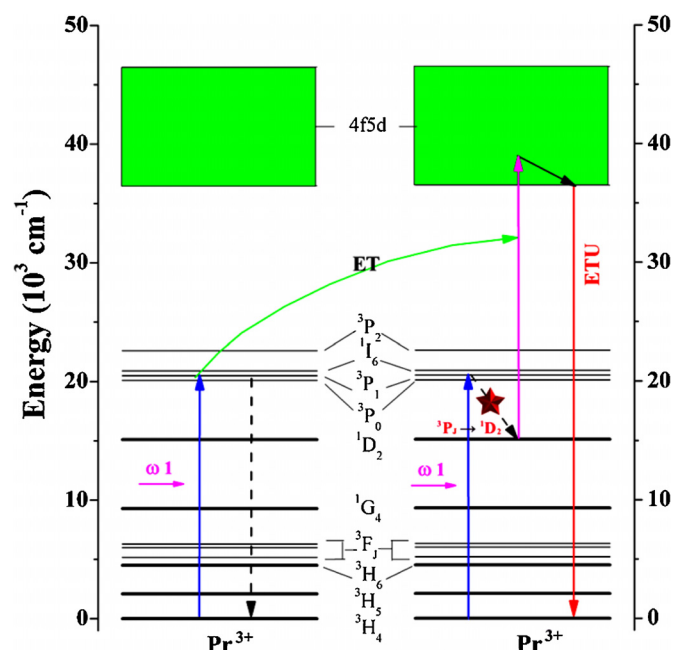 50
50
4f5d
40
40
Energy (10³ cm⁻¹)
30
30
ET
ETU
³P₂
¹I₆
20
20
³P₁
³P₀
³P_J → ¹D₂
¹D₂
ω 1
ω 1
10
10
¹G₄
³F_J
³H₆
³H₅
0
0
³H₄
Pr³⁺
Pr³⁺